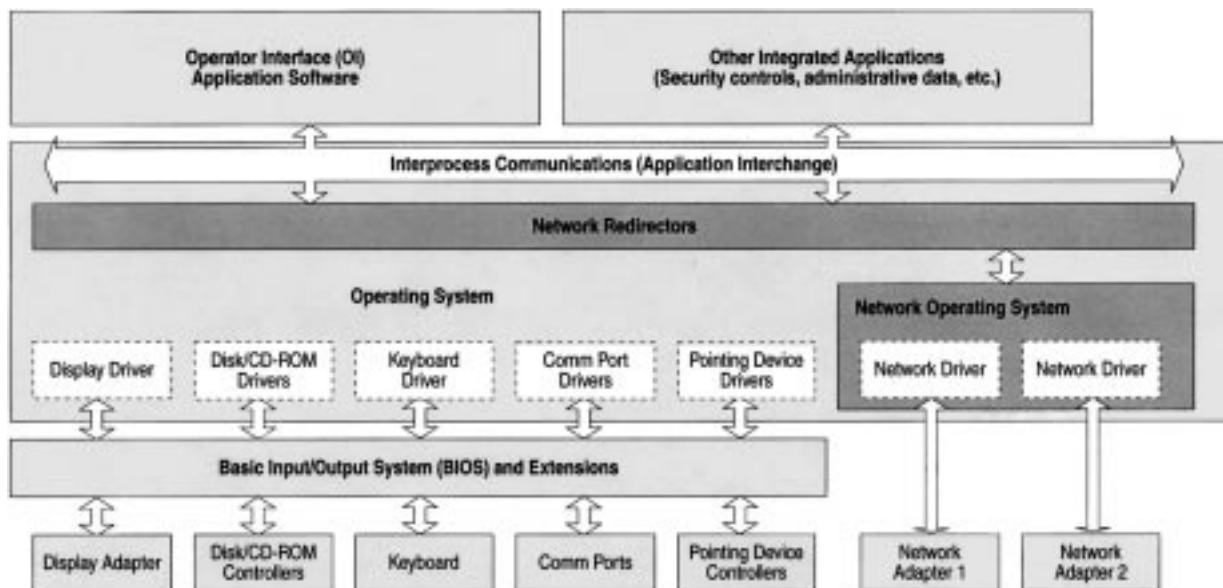 Operator Interface (OI)
Application Software
Other Integrated Applications
(Security controls, administrative data, etc.)
Interprocess Communications (Application Interchange)
Network Redirectors
Operating System
Network Operating System
Display Driver
Disk/CD-ROM
Drivers
Keyboard
Driver
Comm Port
Drivers
Pointing Device
Drivers
Network Driver
Network Driver
Basic Input/Output System (BIOS) and Extensions
Display Adapter
Disk/CD-ROM
Controllers
Keyboard
Comm Ports
Pointing Device
Controllers
Network
Adapter 1
Network
Adapter 2